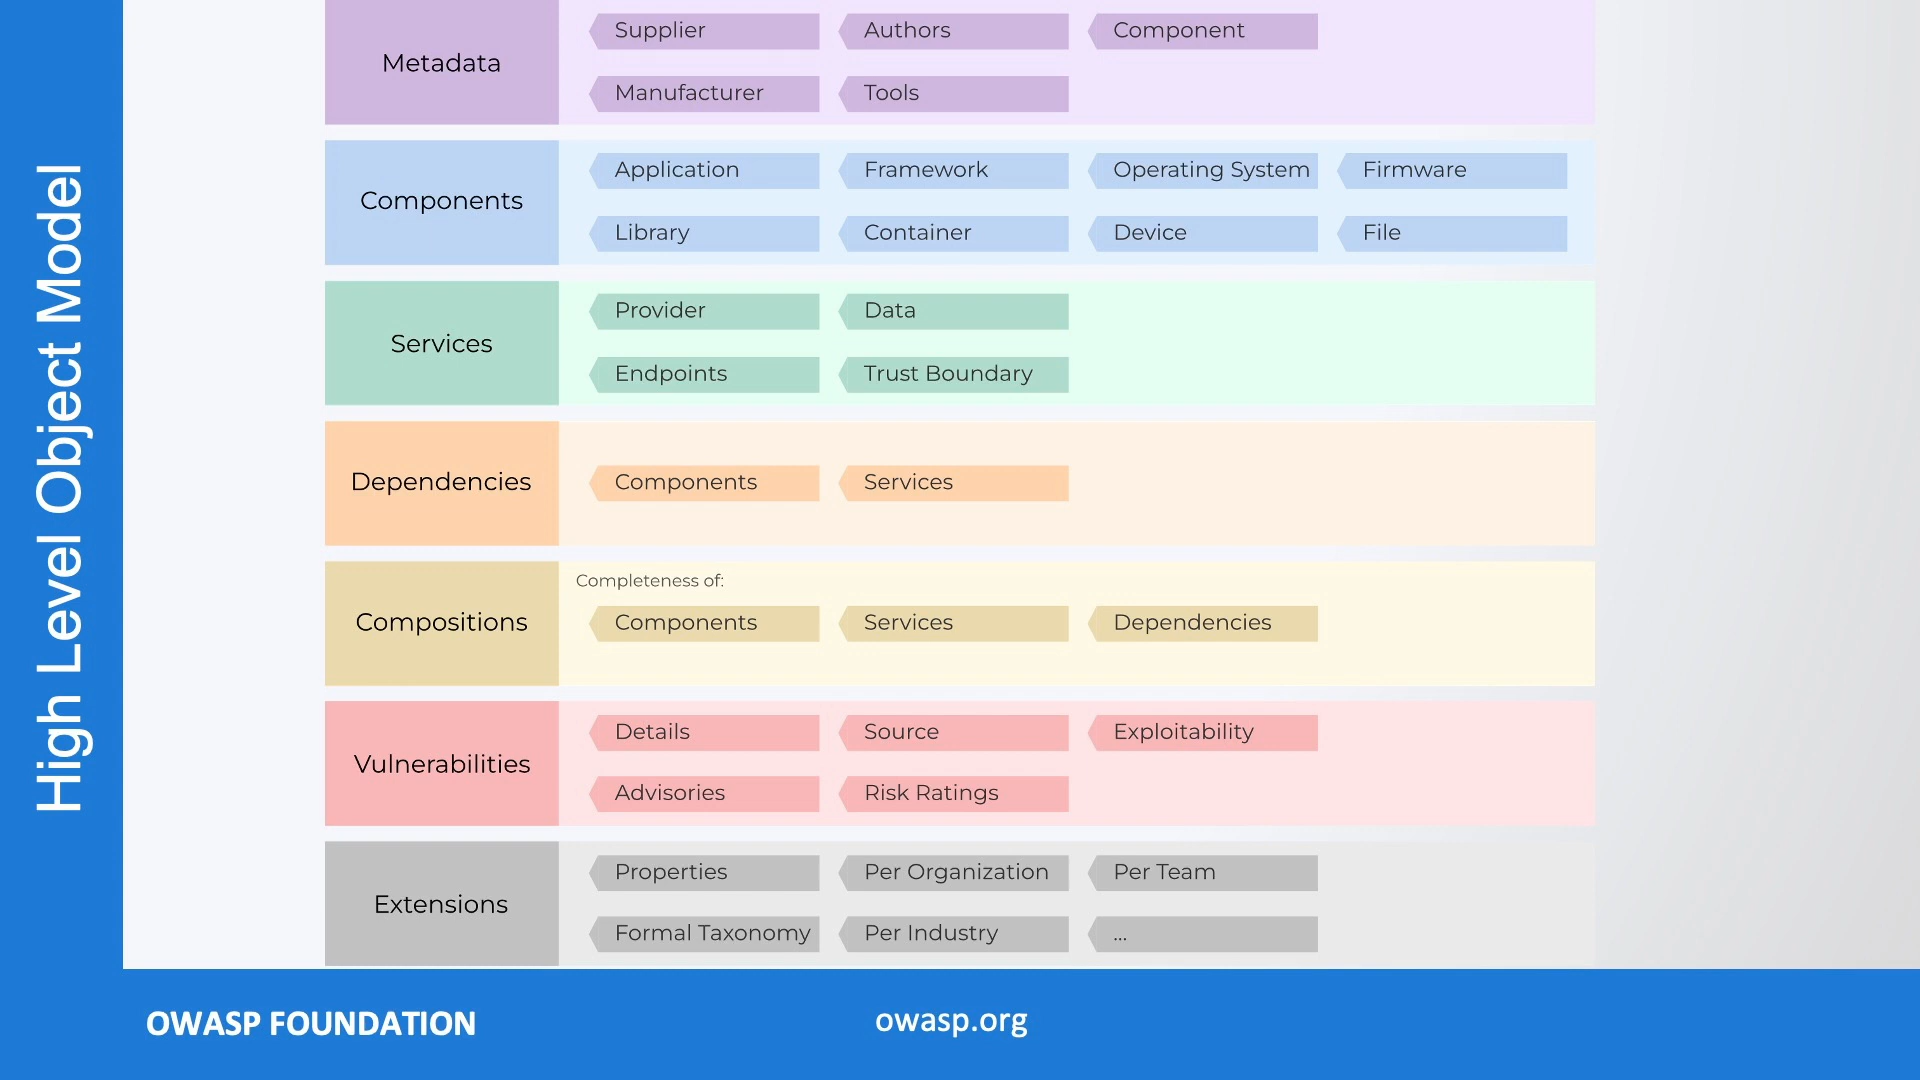 High Level Object Model
Metadata
Supplier
Authors
Component
Manufacturer
Tools
Components
Application
Framework
Operating System
Firmware
Library
Container
Device
File
Services
Provider
Data
Endpoints
Trust Boundary
Dependencies
Components
Services
Compositions
Completeness of:
Components
Services
Dependencies
Vulnerabilities
Details
Source
Exploitability
Advisories
Risk Ratings
Extensions
Properties
Per Organization
Per Team
Formal Taxonomy
Per Industry
...
OWASP FOUNDATION
owasp.org